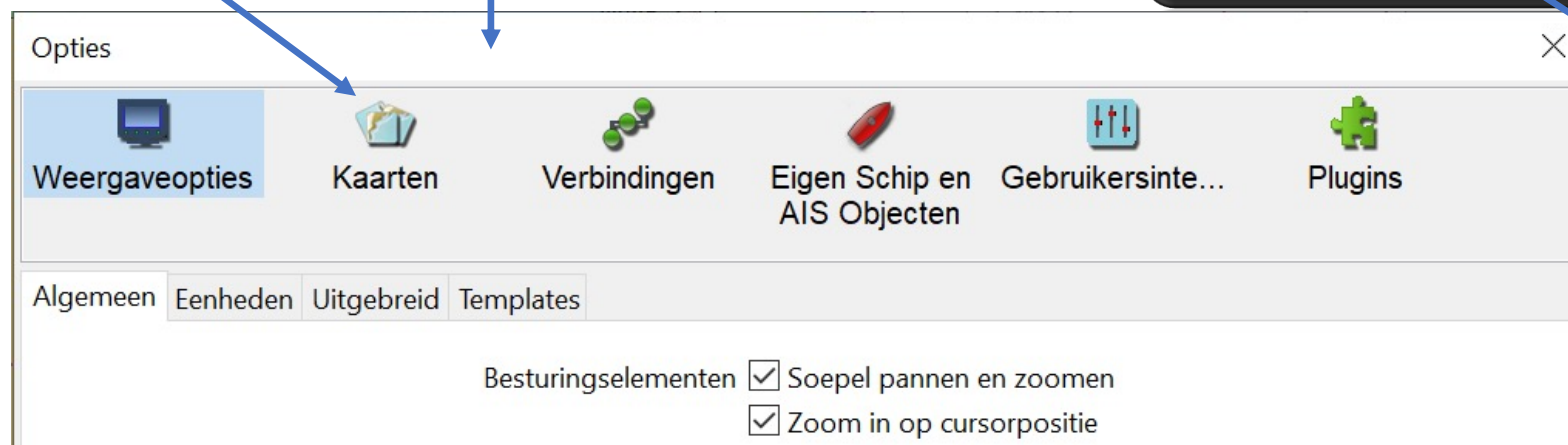 Opties
Weergaveopties
Kaarten
Verbindingen
Eigen Schip en
AIS Objecten
Gebruikersinte...
Plugins
Algemeen Eenheden Uitgebreid Templates
Besturingselementen Soepel pannen en zoomen
Zoom in op cursorpositie